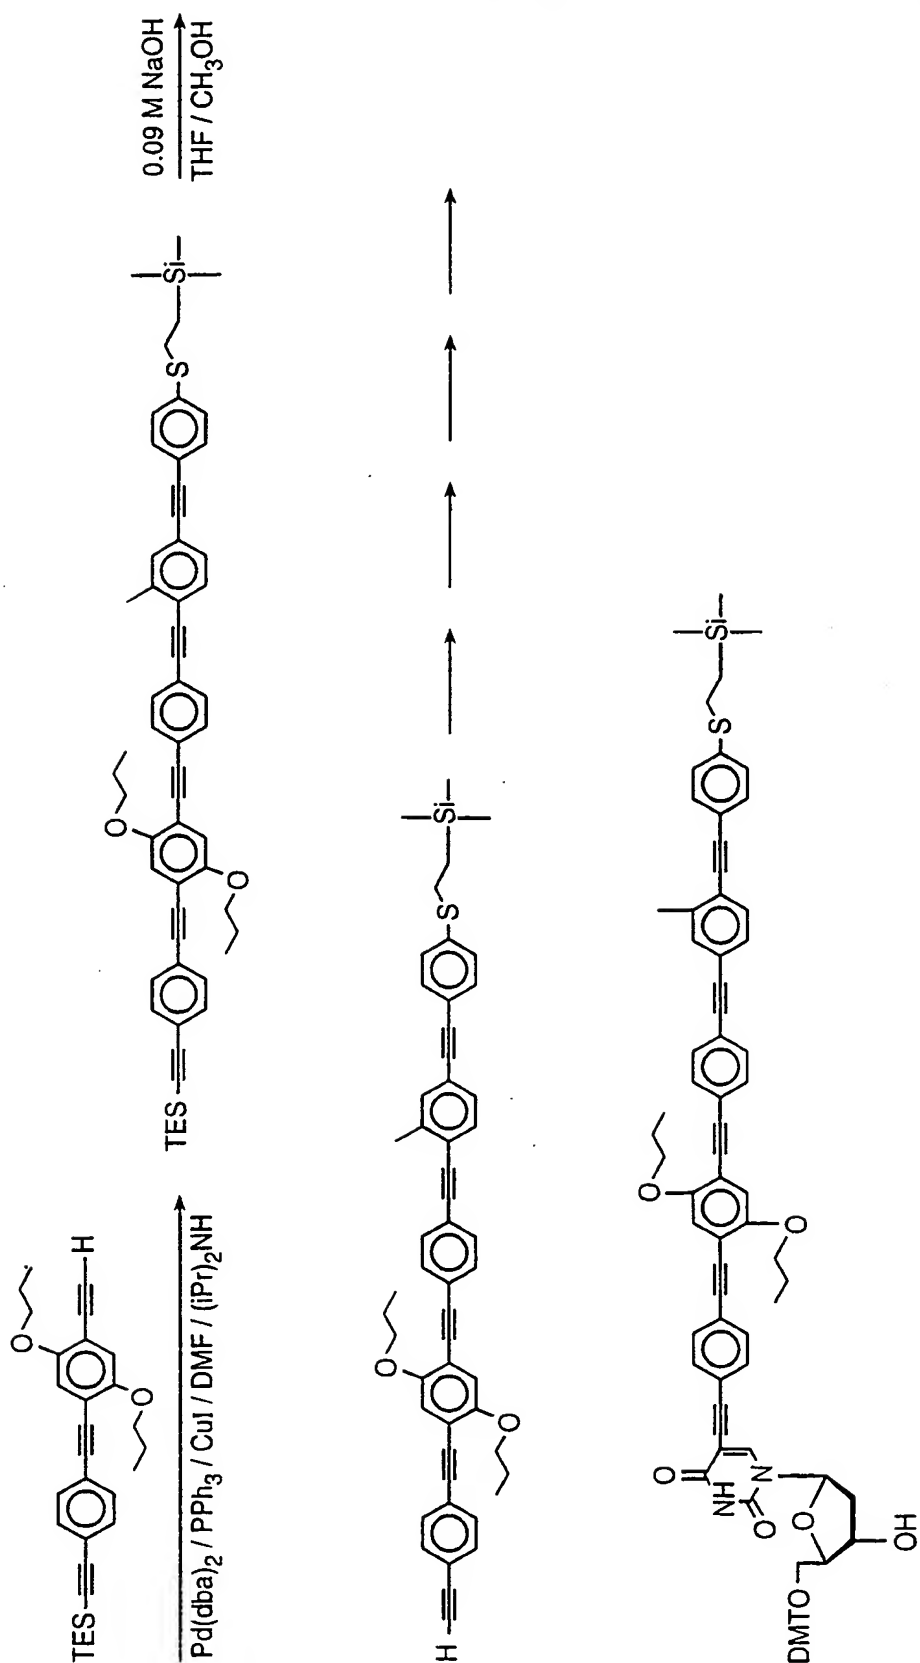 TES
O
O
H
Pd(dba)2 / PPh3 / CuI / DMF / (iPr)2NH
TES
O
O
S
Si
0.09 M NaOH
THF / CH3OH
H
O
O
S
Si
DMTO
O
OH
O
NH
O
N
O
O
S
Si